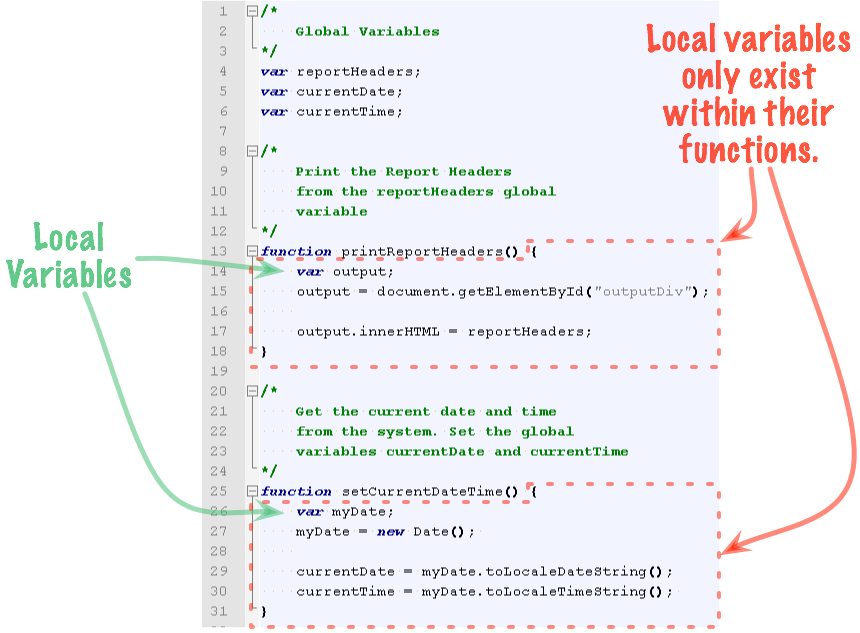 Local variables
only exist
within their
functions.
Local
Variables
1 /*
2 Global Variables
3 */
4 var reportHeaders;
5 var currentDate;
6 var currentTime;
7
8 /*
9 Print the Report Headers
10 from the reportHeaders global
11 variable
12 */
13 function printReportHeaders() {
14 var output;
15 output = document.getElementById("outputDiv");
16
17 output.innerHTML = reportHeaders;
18 }
19
20 /*
21 Get the current date and time
22 from the system. Set the global
23 variables currentDate and currentTime
24 */
25 function setCurrentDateTime() {
26 var myDate;
27 myDate = new Date();
28
29 currentDate = myDate.toLocaleDateString();
30 currentTime = myDate.toLocaleTimeString();
31 }